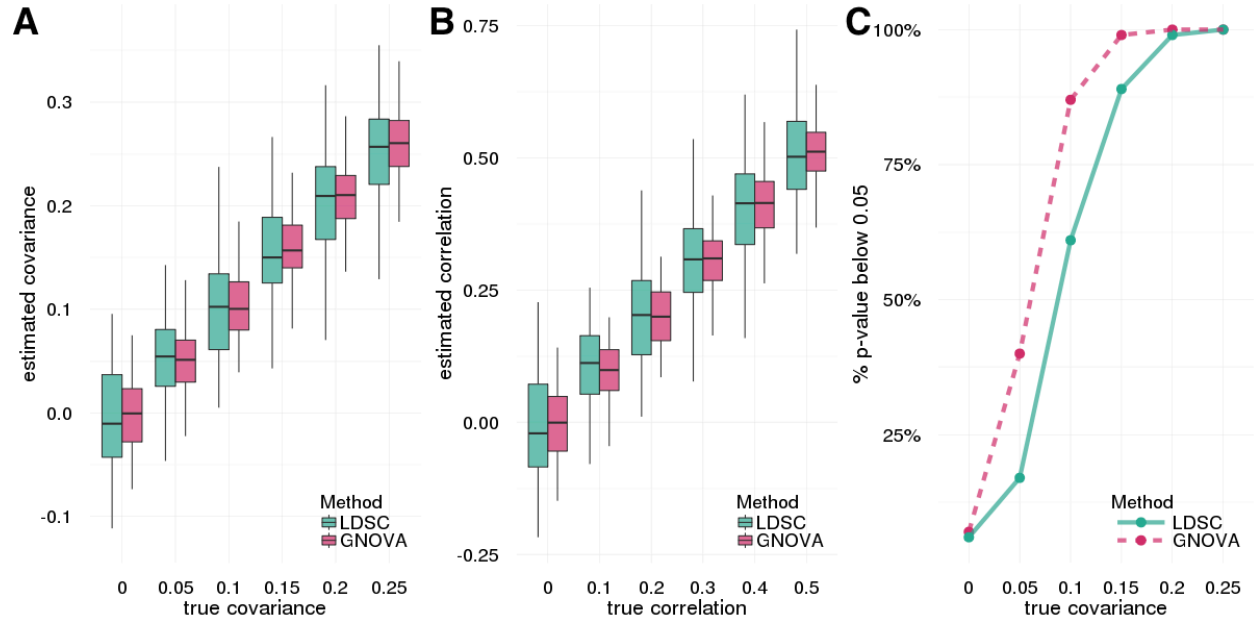 A
estimated covariance
0.3
0.2
0.1
0.0
-0.1
Method
LDSC
GNOVA
0 0.05 0.1 0.15 0.2 0.25
true covariance
B
estimated correlation
0.75
0.50
0.25
0.00
-0.25
Method
LDSC
GNOVA
0 0.1 0.2 0.3 0.4 0.5
true correlation
C
% p-value below 0.05
100%
75%
50%
25%
Method
LDSC
GNOVA
0 0.05 0.1 0.15 0.2 0.25
true covariance